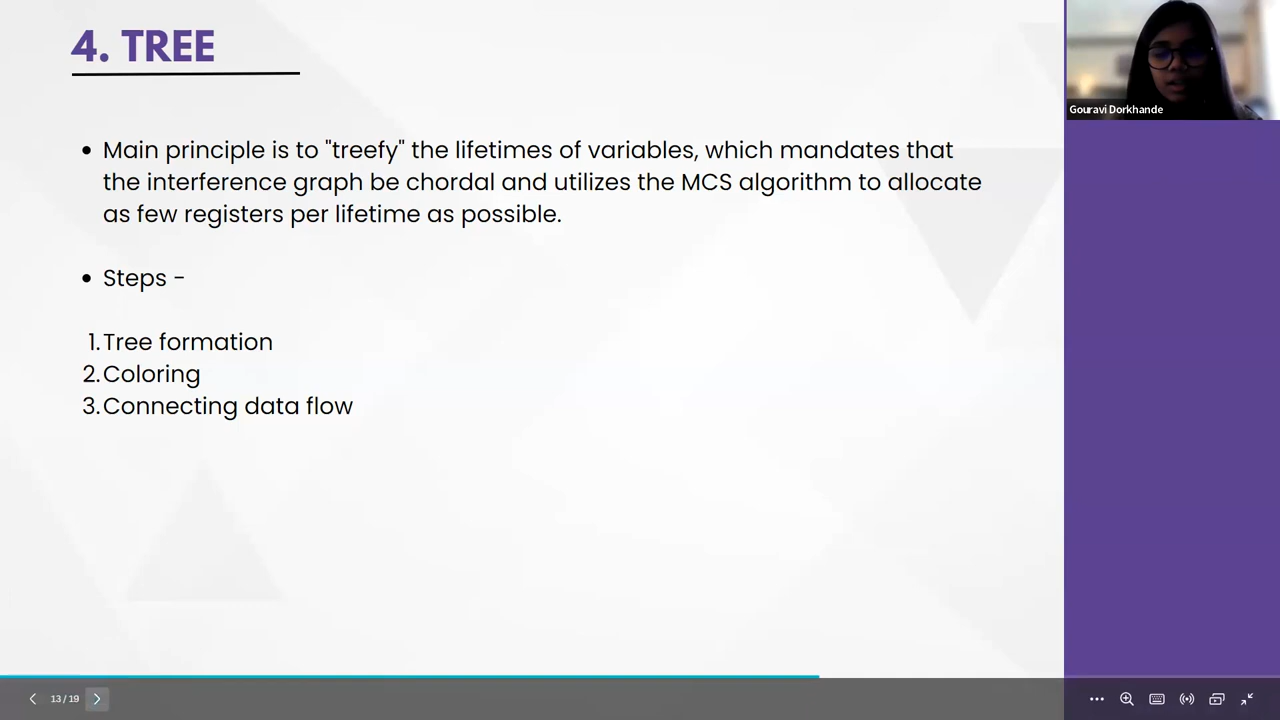 4. TREE
Gouravi Dorkhande
• Main principle is to "treefy" the lifetimes of variables, which mandates that
the interference graph be chordal and utilizes the MCS algorithm to allocate
as few registers per lifetime as possible.
• Steps -
1. Tree formation
2. Coloring
3. Connecting data flow
13 / 19